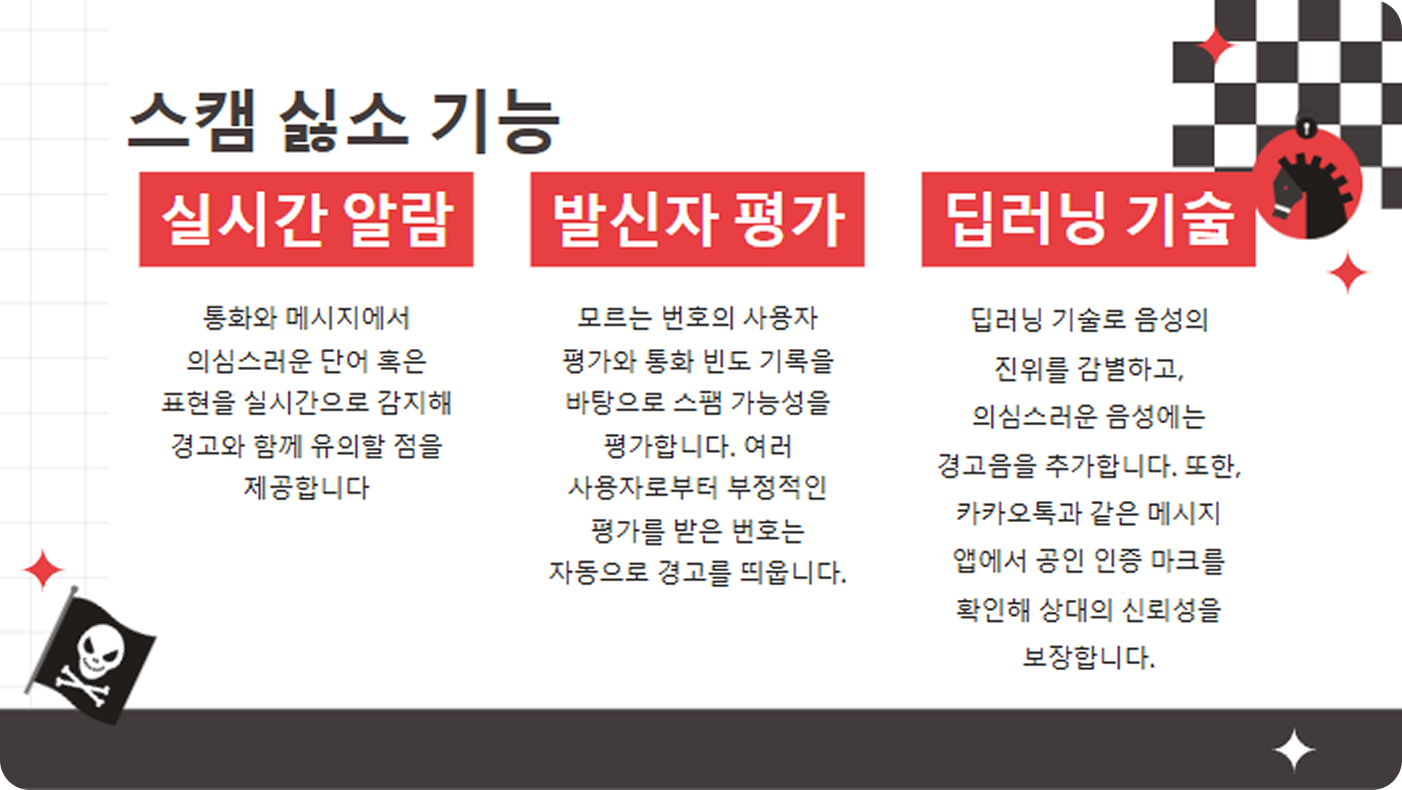 스캠 싫소 기능
실시간 알람
통화와 메시지에서
의심스러운 단어 혹은
표현을 실시간으로 감지해
경고와 함께 유의할 점을
제공합니다
발신자 평가
모르는 번호의 사용자
평가와 통화 빈도 기록을
바탕으로 스팸 가능성을
평가합니다. 여러
사용자로부터 부정적인
평가를 받은 번호는
자동으로 경고를 띄웁니다.
딥러닝 기술
딥러닝 기술로 음성의
진위를 감별하고,
의심스러운 음성에는
경고음을 추가합니다. 또한,
카카오톡과 같은 메시지
앱에서 공인 인증 마크를
확인해 상대의 신뢰성을
보장합니다.